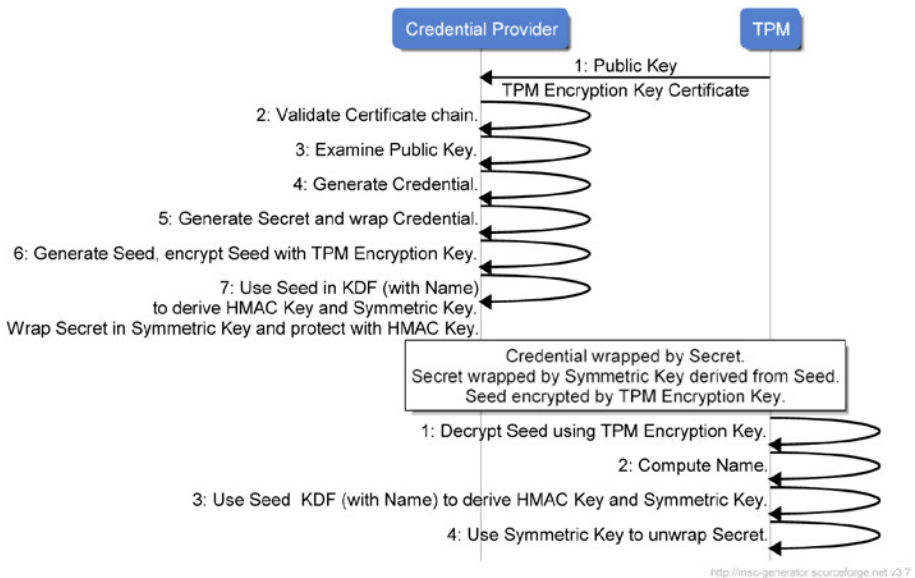 Credential Provider
TPM
1: Public Key
TPM Encryption Key Certificate
2: Validate Certificate chain.
3: Examine Public Key.
4: Generate Credential.
5: Generate Secret and wrap Credential.
6: Generate Seed, encrypt Seed with TPM Encryption Key.
7: Use Seed in KDF (with Name)
to derive HMAC Key and Symmetric Key.
Wrap Secret in Symmetric Key and protect with HMAC Key.
Credential wrapped by Secret.
Secret wrapped by Symmetric Key derived from Seed.
Seed encrypted by TPM Encryption Key.
1: Decrypt Seed using TPM Encryption Key.
2: Compute Name.
3: Use Seed KDF (with Name) to derive HMAC Key and Symmetric Key.
4: Use Symmetric Key to unwrap Secret.
http://msc-generator.sourceforge.net v3.7